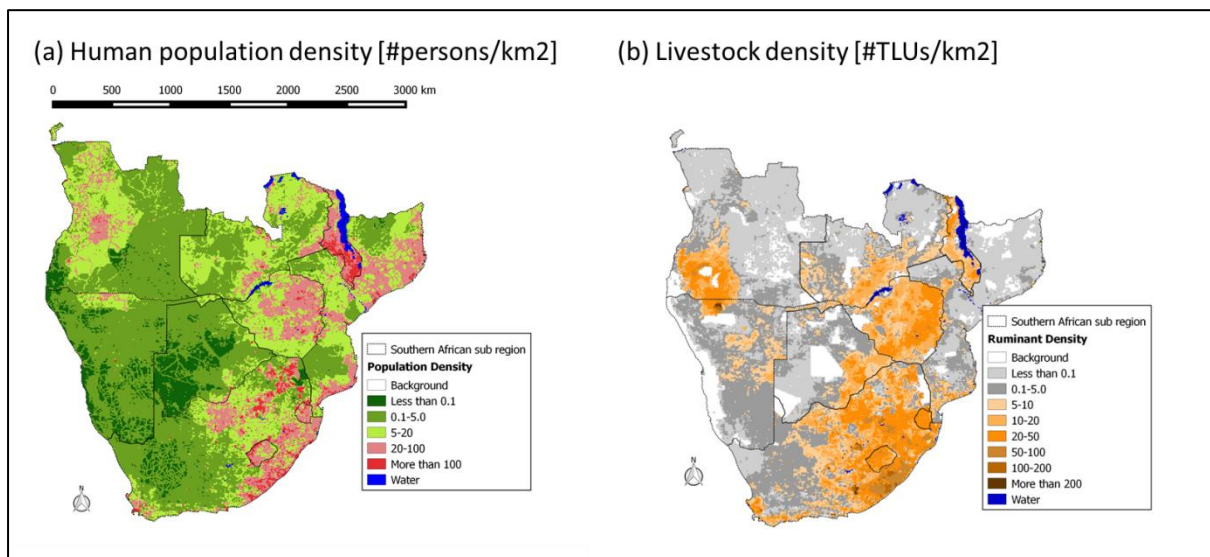 (a) Human population density [#persons/km2]
0 500 1000 1500 2000 2500 3000 km
Southern African sub region
Population Density
Background
Less than 0.1
0.1-5.0
5-20
20-100
More than 100
Water
N
(b) Livestock density [#TLUs/km2]
Southern African sub region
Ruminant Density
Background
Less than 0.1
0.1-5.0
5-10
10-20
20-50
50-100
100-200
More than 200
Water
N